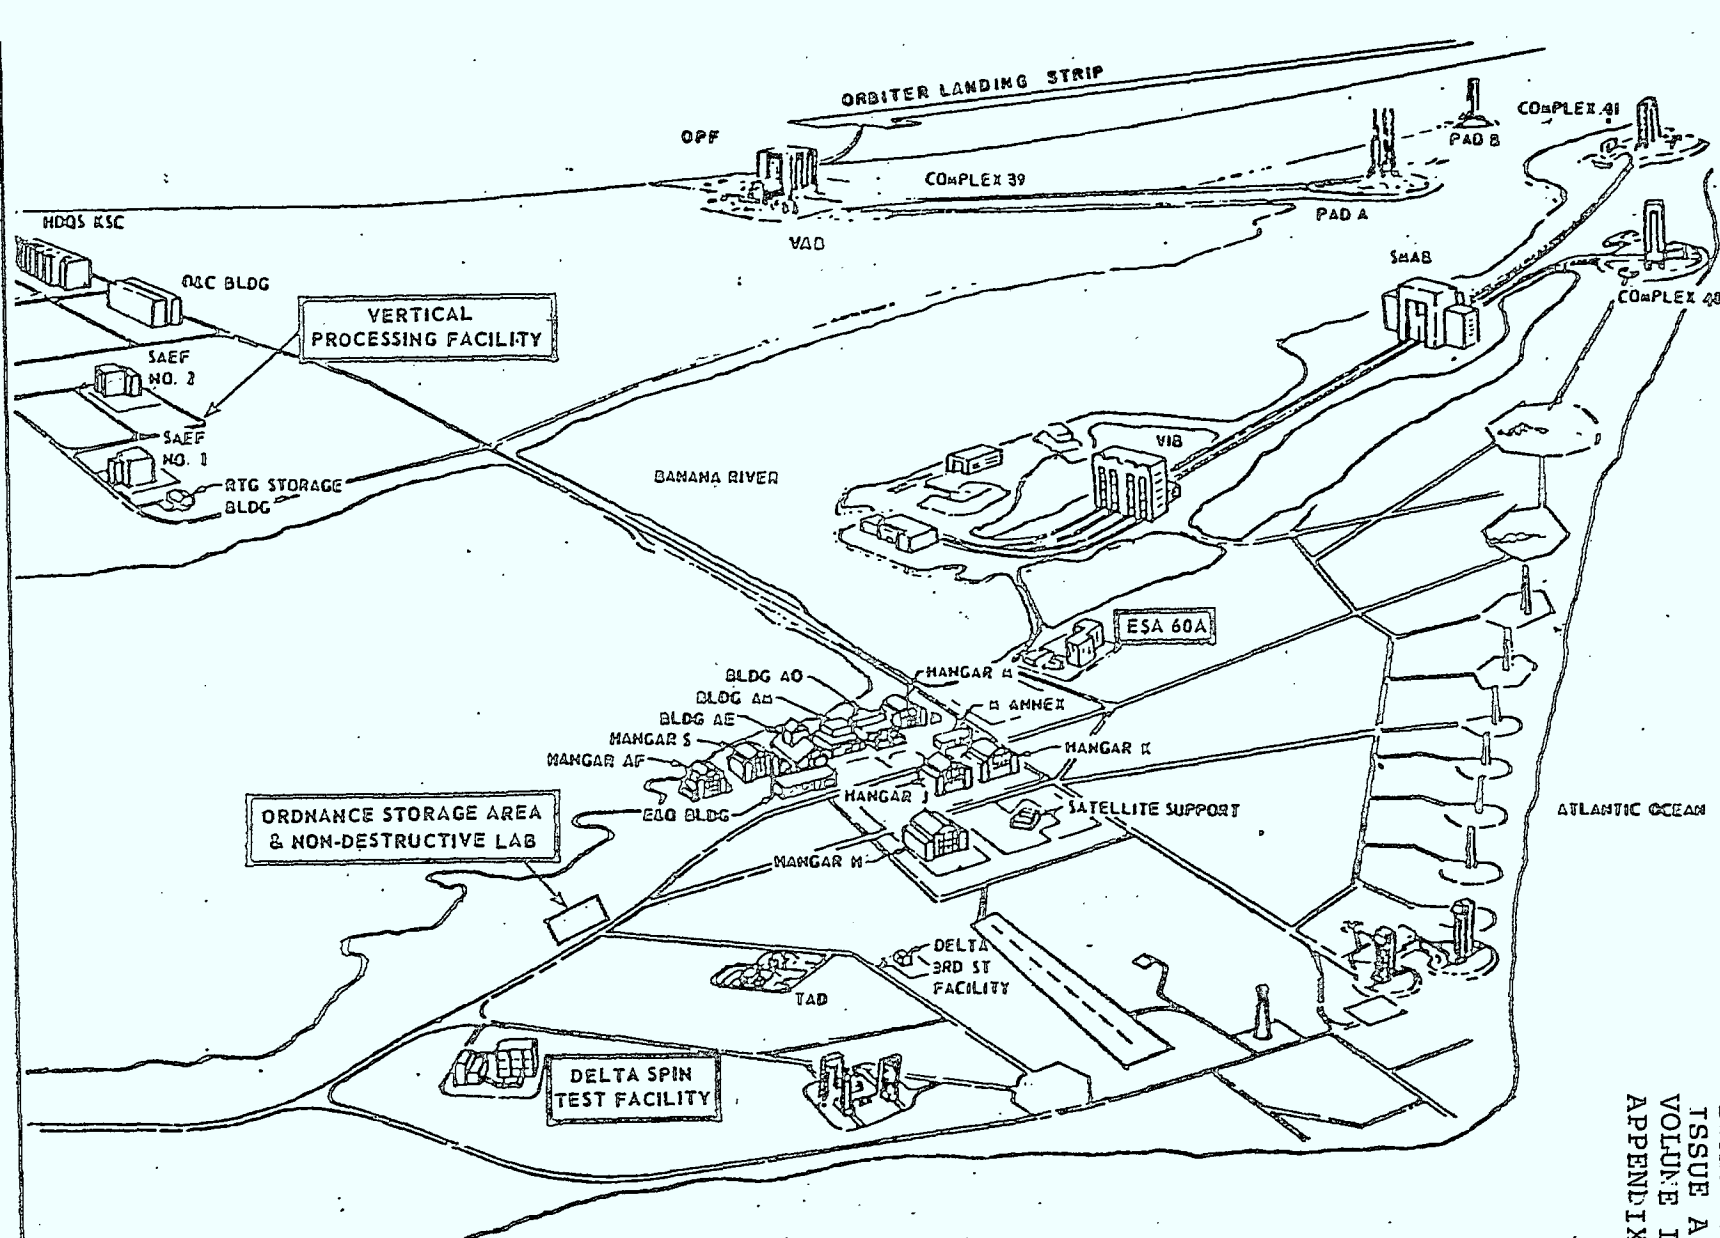 ORBITER LANDING STRIP
COMPLEX 41
OPF
PAD B
COMPLEX 39
PAD A
HDQS KSC
VAB
SMAB
O&C BLDG
COMPLEX 40
VERTICAL
PROCESSING FACILITY
SAEF
NO. 2
SAEF
NO. 1
VIB
RTG STORAGE
BLDG
BANANA RIVER
ESA 60A
BLDG AO
HANGAR H
BLDG AM
H ANNEX
BLDG AE
HANGAR S
HANGAR K
HANGAR AF
HANGAR J
ORDNANCE STORAGE AREA
& NON-DESTRUCTIVE LAB
E&O BLDG
SATELLITE SUPPORT
ATLANTIC OCEAN
HANGAR M
DELTA
3RD ST
FACILITY
DELTA SPIN
TEST FACILITY
ISSUE A
VOLUME I
APPENDIX